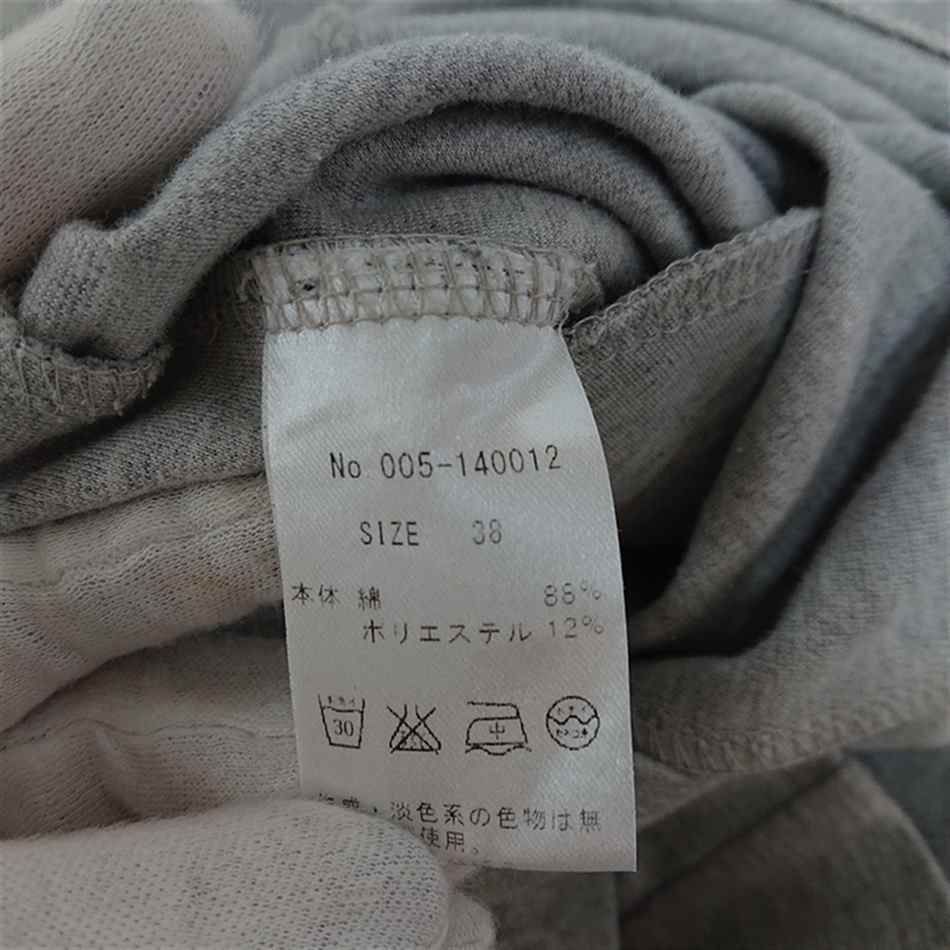 No 005-140012
SIZE 38
本体 綿 88%
ポリエステル 12%
30
中
淡色系の色物は無
使用。